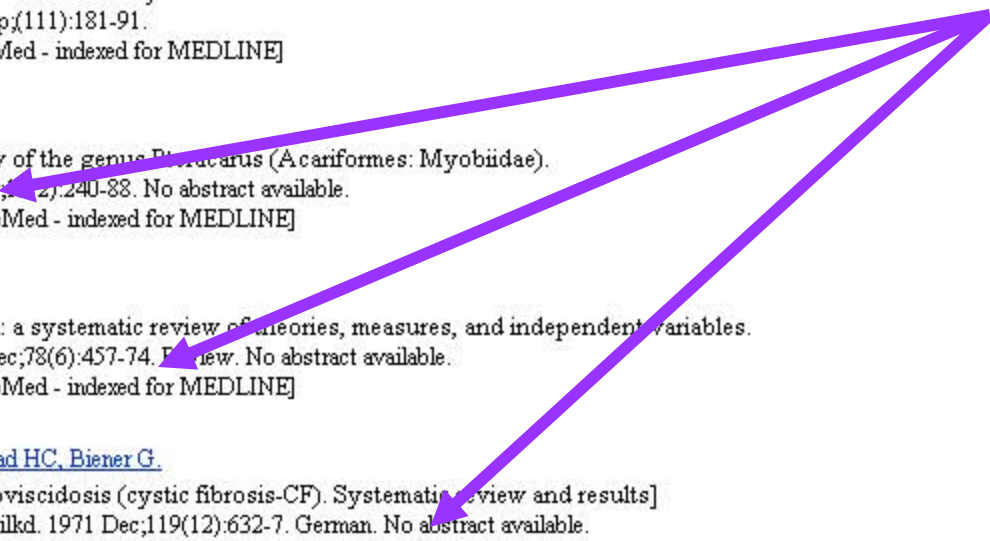 p;(111):181-91.
Med - indexed for MEDLINE]
of the genus (Acariformes: Myobiidae).
:240-88. No abstract available.
Med - indexed for MEDLINE]
: a systematic review of theories, measures, and independent variables.
ec;78(6):457-74. Review. No abstract available.
Med - indexed for MEDLINE]
ad HC, Biener G.
oviscidosis (cystic fibrosis-CF). Systematic review and results]
ilkd. 1971 Dec;119(12):632-7. German. No abstract available.